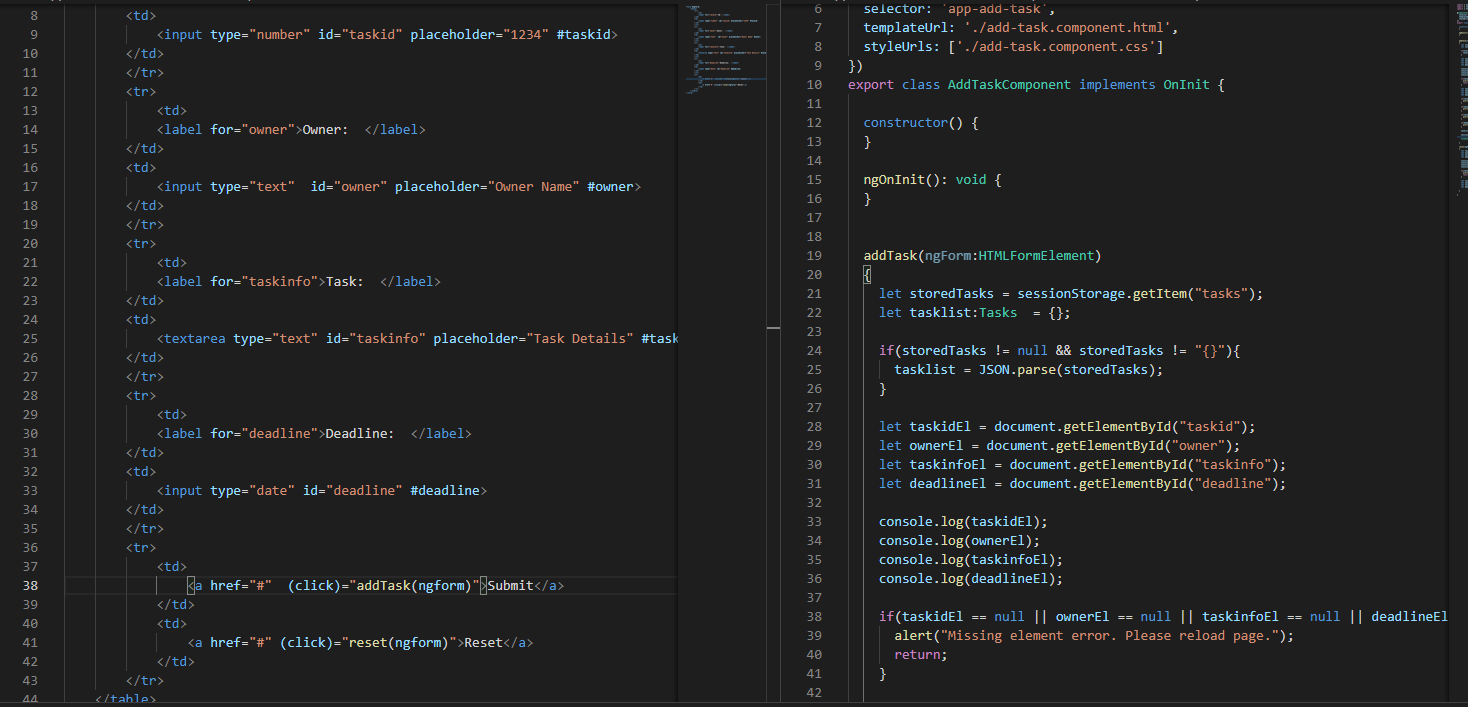 8 <td>
9 <input type="number" id="taskid" placeholder="1234" #taskid>
10 </td>
11 </tr>
12 <tr>
13 <td>
14 <label for="owner">Owner:  </label>
15 </td>
16 <td>
17 <input type="text"  id="owner" placeholder="Owner Name" #owner>
18 </td>
19 </tr>
20 <tr>
21 <td>
22 <label for="taskinfo">Task:  </label>
23 </td>
24 <td>
25 <textarea type="text" id="taskinfo" placeholder="Task Details" #task
26 </td>
27 </tr>
28 <tr>
29 <td>
30 <label for="deadline">Deadline:  </label>
31 </td>
32 <td>
33 <input type="date" id="deadline" #deadline>
34 </td>
35 </tr>
36 <tr>
37 <td>
38 <a href="#"  (click)="addTask(ngform)">Submit</a>
39 </td>
40 <td>
41 <a href="#" (click)="reset(ngform)">Reset</a>
42 </td>
43 </tr>
44 </table>
6 selector: 'app-add-task',
7 templateUrl: './add-task.component.html',
8 styleUrls: ['./add-task.component.css']
9 })
10 export class AddTaskComponent implements OnInit {
11
12 constructor() {
13 }
14
15 ngOnInit(): void {
16 }
17
18
19 addTask(ngForm:HTMLFormElement)
20 {
21 let storedTasks = sessionStorage.getItem("tasks");
22 let tasklist:Tasks  = {};
23
24 if(storedTasks != null && storedTasks != "{}"){
25 tasklist = JSON.parse(storedTasks);
26 }
27
28 let taskidEl = document.getElementById("taskid");
29 let ownerEl = document.getElementById("owner");
30 let taskinfoEl = document.getElementById("taskinfo");
31 let deadlineEl = document.getElementById("deadline");
32
33 console.log(taskidEl);
34 console.log(ownerEl);
35 console.log(taskinfoEl);
36 console.log(deadlineEl);
37
38 if(taskidEl == null || ownerEl == null || taskinfoEl == null || deadlineEl
39 alert("Missing element error. Please reload page.");
40 return;
41 }
42